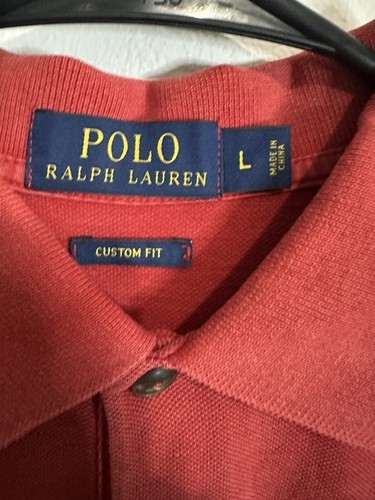 POLO
RALPH LAUREN
L
MADE IN
CHINA
CUSTOM FIT